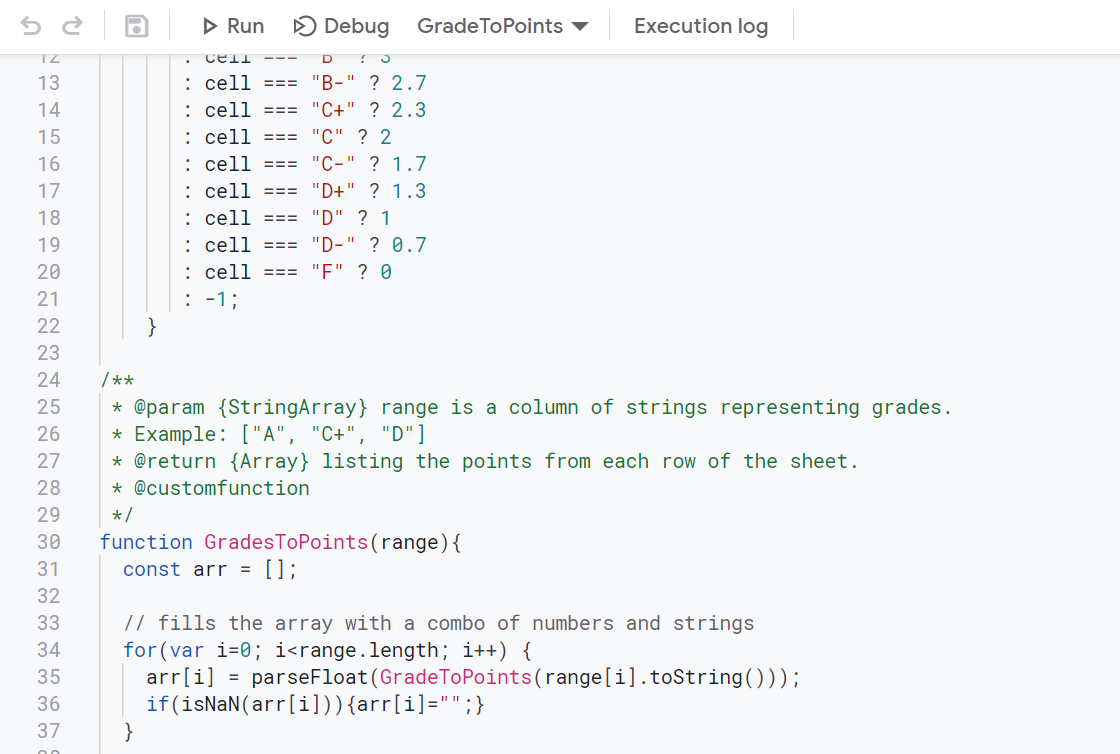 Run Debug GradeToPoints Execution log
12 : cell === "B" ? 3
13 : cell === "B-" ? 2.7
14 : cell === "C+" ? 2.3
15 : cell === "C" ? 2
16 : cell === "C-" ? 1.7
17 : cell === "D+" ? 1.3
18 : cell === "D" ? 1
19 : cell === "D-" ? 0.7
20 : cell === "F" ? 0
21 : -1;
22 }
23
24 /**
25 * @param {StringArray} range is a column of strings representing grades.
26 * Example: ["A", "C+", "D"]
27 * @return {Array} listing the points from each row of the sheet.
28 * @customfunction
29 */
30 function GradesToPoints(range){
31 const arr = [];
32
33 // fills the array with a combo of numbers and strings
34 for(var i=0; i<range.length; i++) {
35 arr[i] = parseFloat(GradeToPoints(range[i].toString()));
36 if(isNaN(arr[i])){arr[i]="";}
37 }